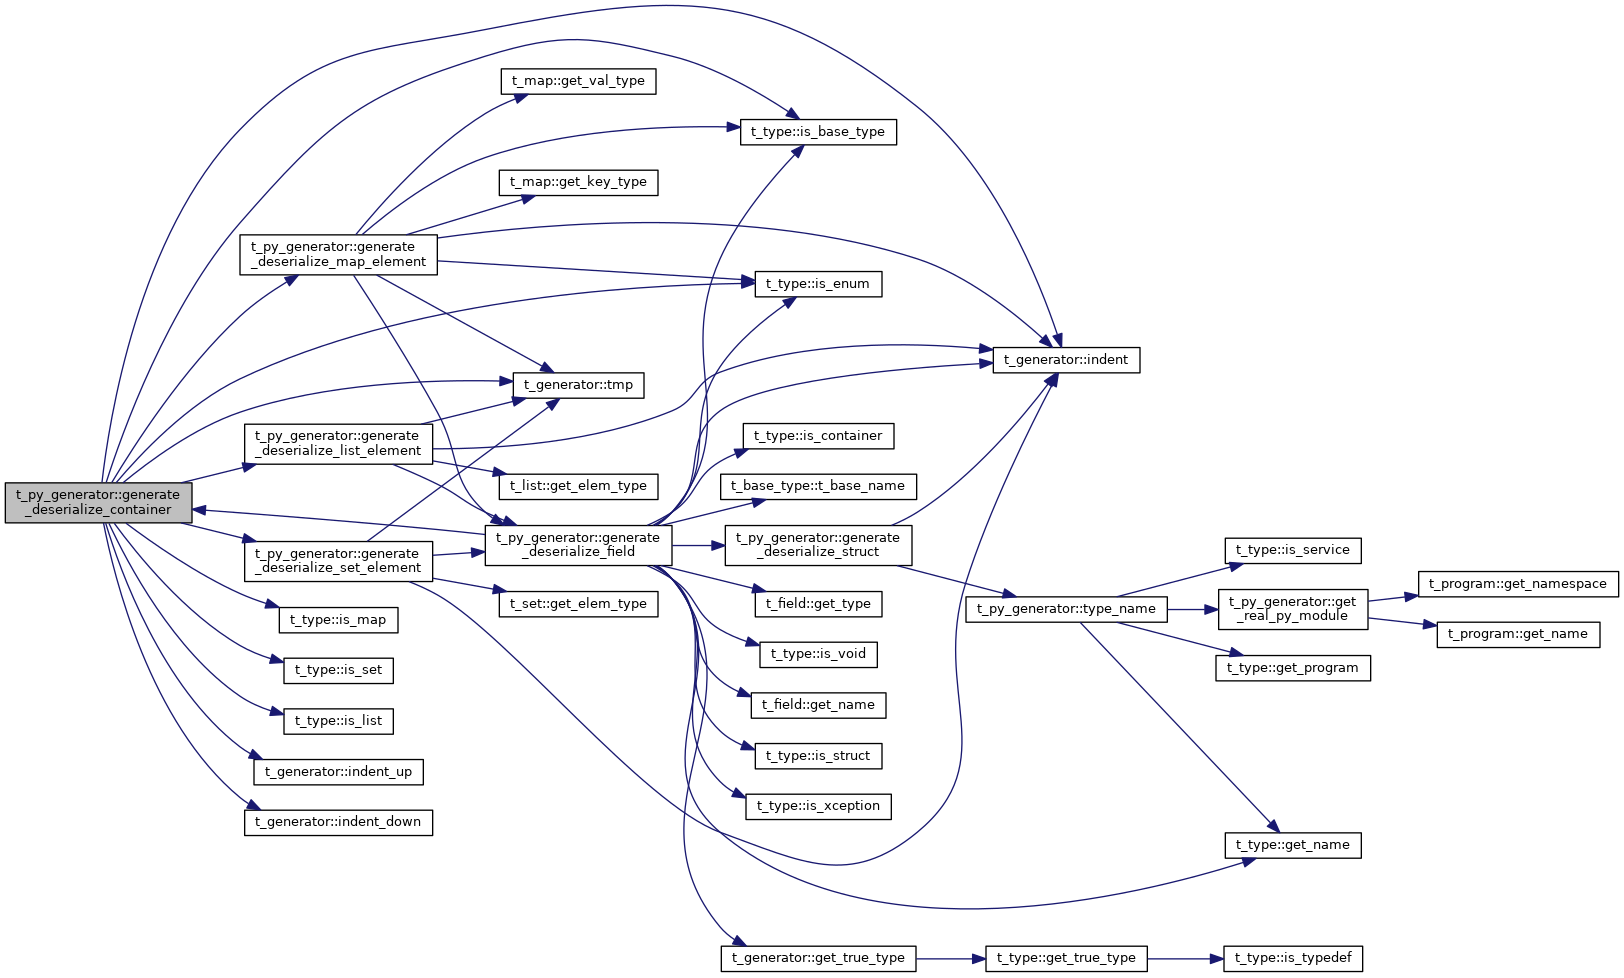 t_map::get_val_type
t_type::is_base_type
t_map::get_key_type
t_py_generator::generate
_deserialize_map_element
t_type::is_enum
t_generator::indent
t_generator::tmp
t_py_generator::generate
_deserialize_list_element
t_type::is_container
t_list::get_elem_type
t_base_type::t_base_name
t_py_generator::generate
_deserialize_container
t_py_generator::generate
_deserialize_field
t_py_generator::generate
_deserialize_struct
t_py_generator::generate
_deserialize_set_element
t_type::is_service
t_program::get_namespace
t_set::get_elem_type
t_field::get_type
t_py_generator::type_name
t_py_generator::get
_real_py_module
t_type::is_map
t_program::get_name
t_type::is_void
t_type::is_set
t_type::get_program
t_field::get_name
t_type::is_list
t_type::is_struct
t_generator::indent_up
t_type::is_xception
t_generator::indent_down
t_type::get_name
t_generator::get_true_type
t_type::get_true_type
t_type::is_typedef